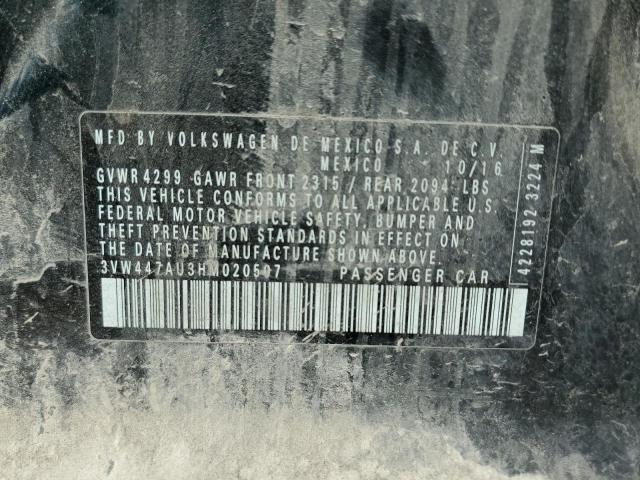 MFD BY VOLKSWAGEN DE MEXICO S.A. DE C.V.
MEXICO - 10/16
GVWR 4299 GAWR FRONT 2315 / REAR 2094 LBS
THIS VEHICLE CONFORMS TO ALL APPLICABLE U.S
FEDERAL MOTOR VEHICLE SAFETY, BUMPER AND
THEFT PREVENTION STANDARDS IN EFFECT ON
THE DATE OF MANUFACTURE SHOWN ABOVE.
3VW447AU3HM020507 PASSENGER CAR
4228192 3224 M